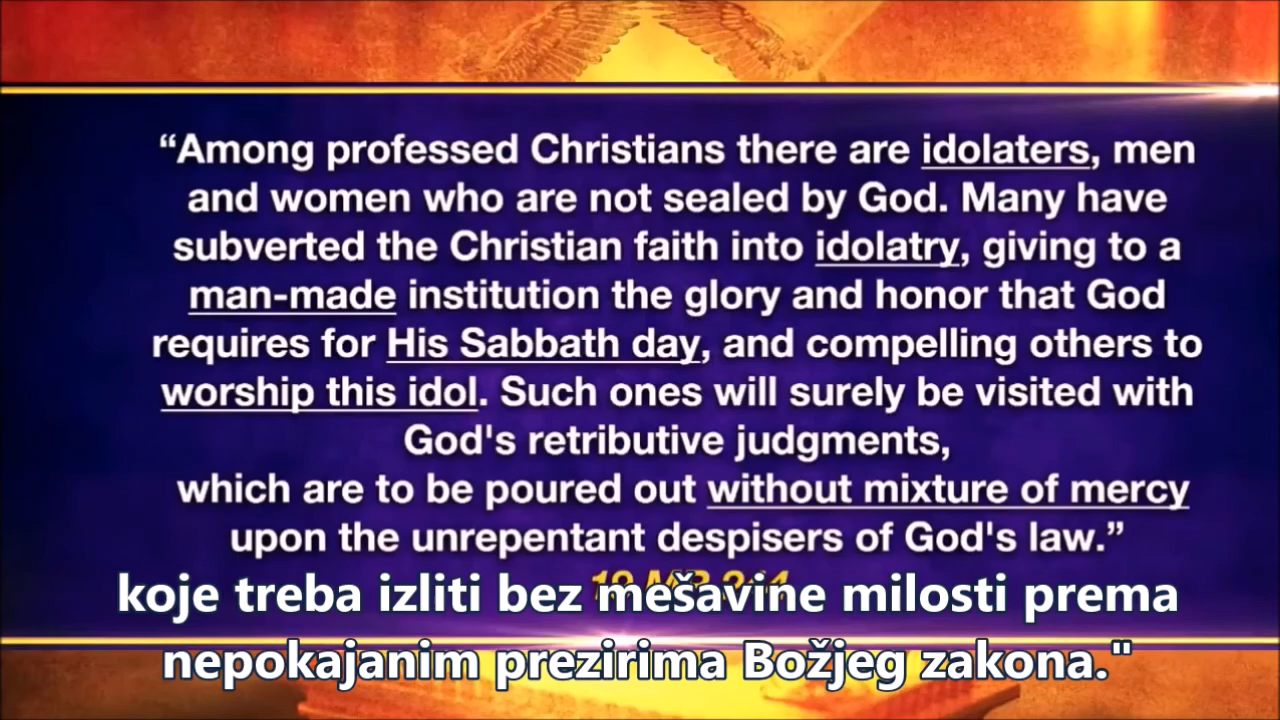 “Among professed Christians there are idolaters, men
and women who are not sealed by God. Many have
subverted the Christian faith into idolatry, giving to a
man-made institution the glory and honor that God
requires for His Sabbath day, and compelling others to
worship this idol. Such ones will surely be visited with
God's retributive judgments,
which are to be poured out without mixture of mercy
upon the unrepentant despisers of God's law.”
koje treba izliti bez mešavine milosti prema
nepokajanim prezirima Božjeg zakona."